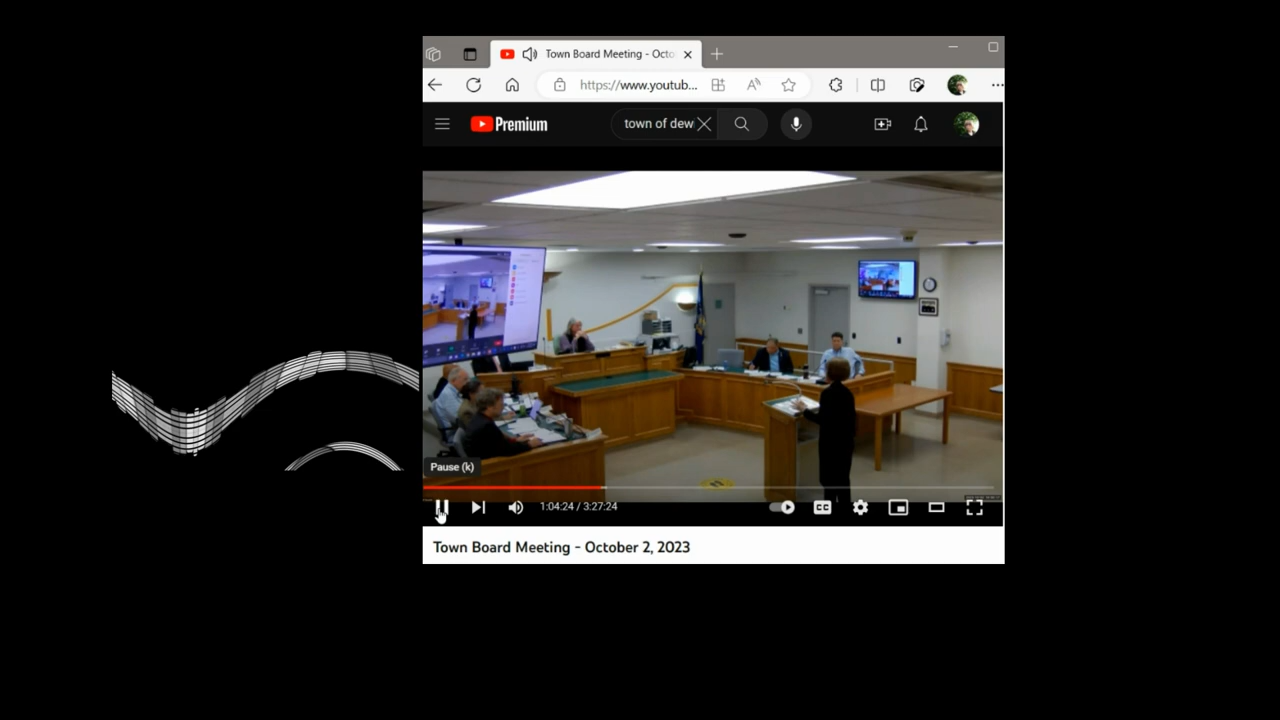 Town Board Meeting - Octo
https://www.youtub...
Premium
town of dew
Pause (k)
1:04:24 / 3:27:24
CC
Town Board Meeting - October 2, 2023